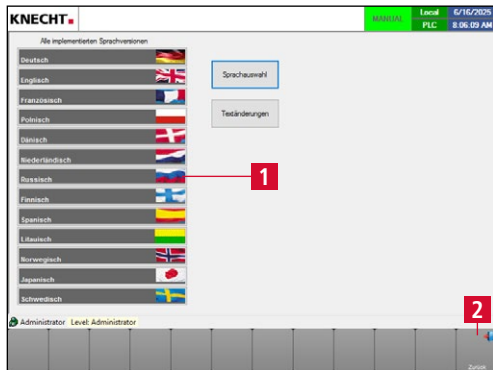 KNECHT
MANUAL
Local
6/16/2025
PLC
8:06:09 AM
Alle implementierten Sprachversionen
Deutsch
Englisch
Französisch
Polnisch
Dänisch
Niederländisch
Russisch
Finnisch
Spanisch
Litauisch
Norwegisch
Japanisch
Schwedisch
Sprachauswahl
Textänderungen
1
2
Administrator Level: Administrator
Zurück